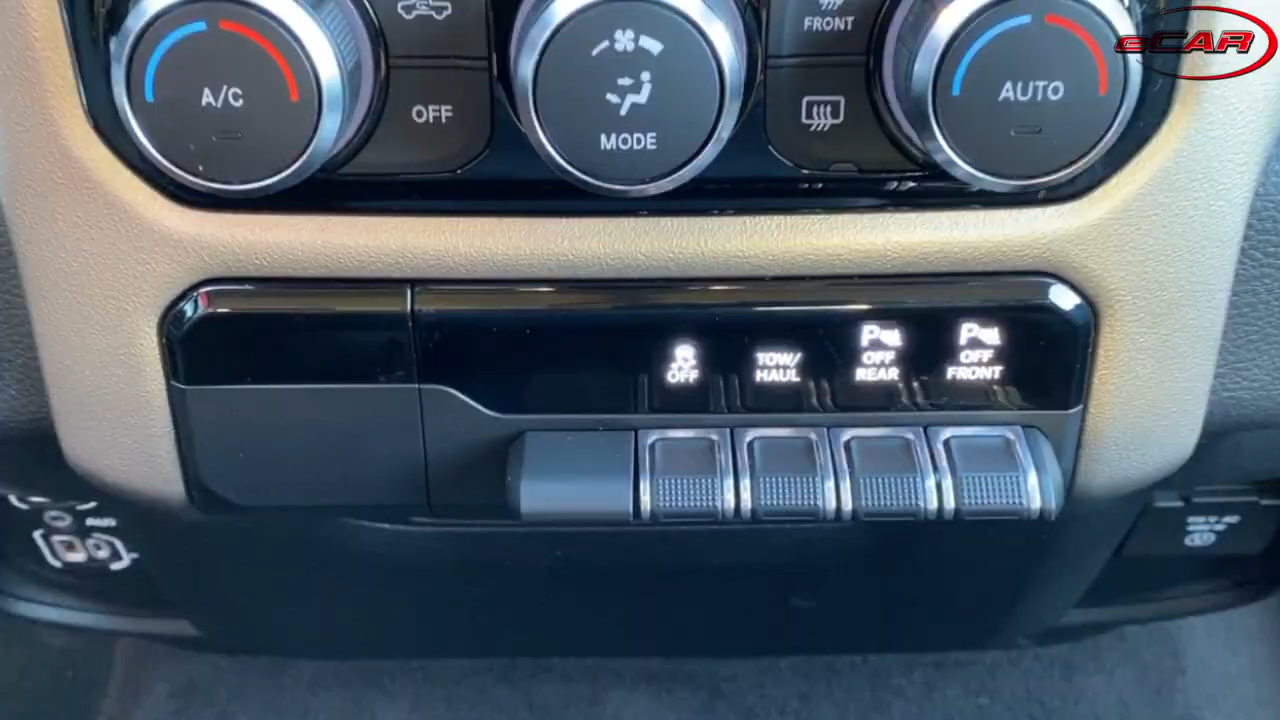 eCAR
FRONT
A/C
OFF
MODE
AUTO
OFF
TOW/
HAUL
P
OFF
REAR
P
OFF
FRONT